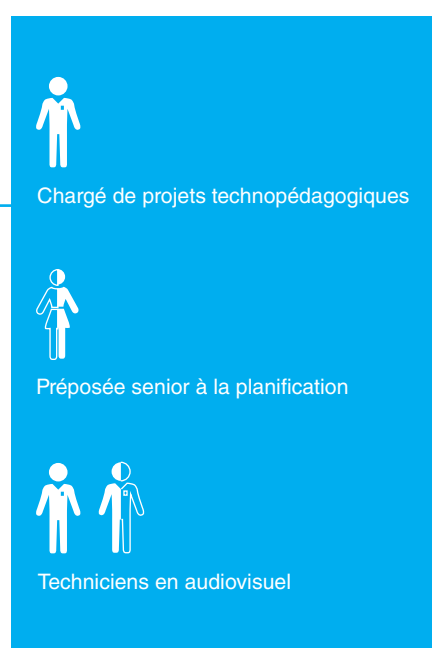 Chargé de projets technopédagogiques
Préposée senior à la planification
Techniciens en audiovisuel